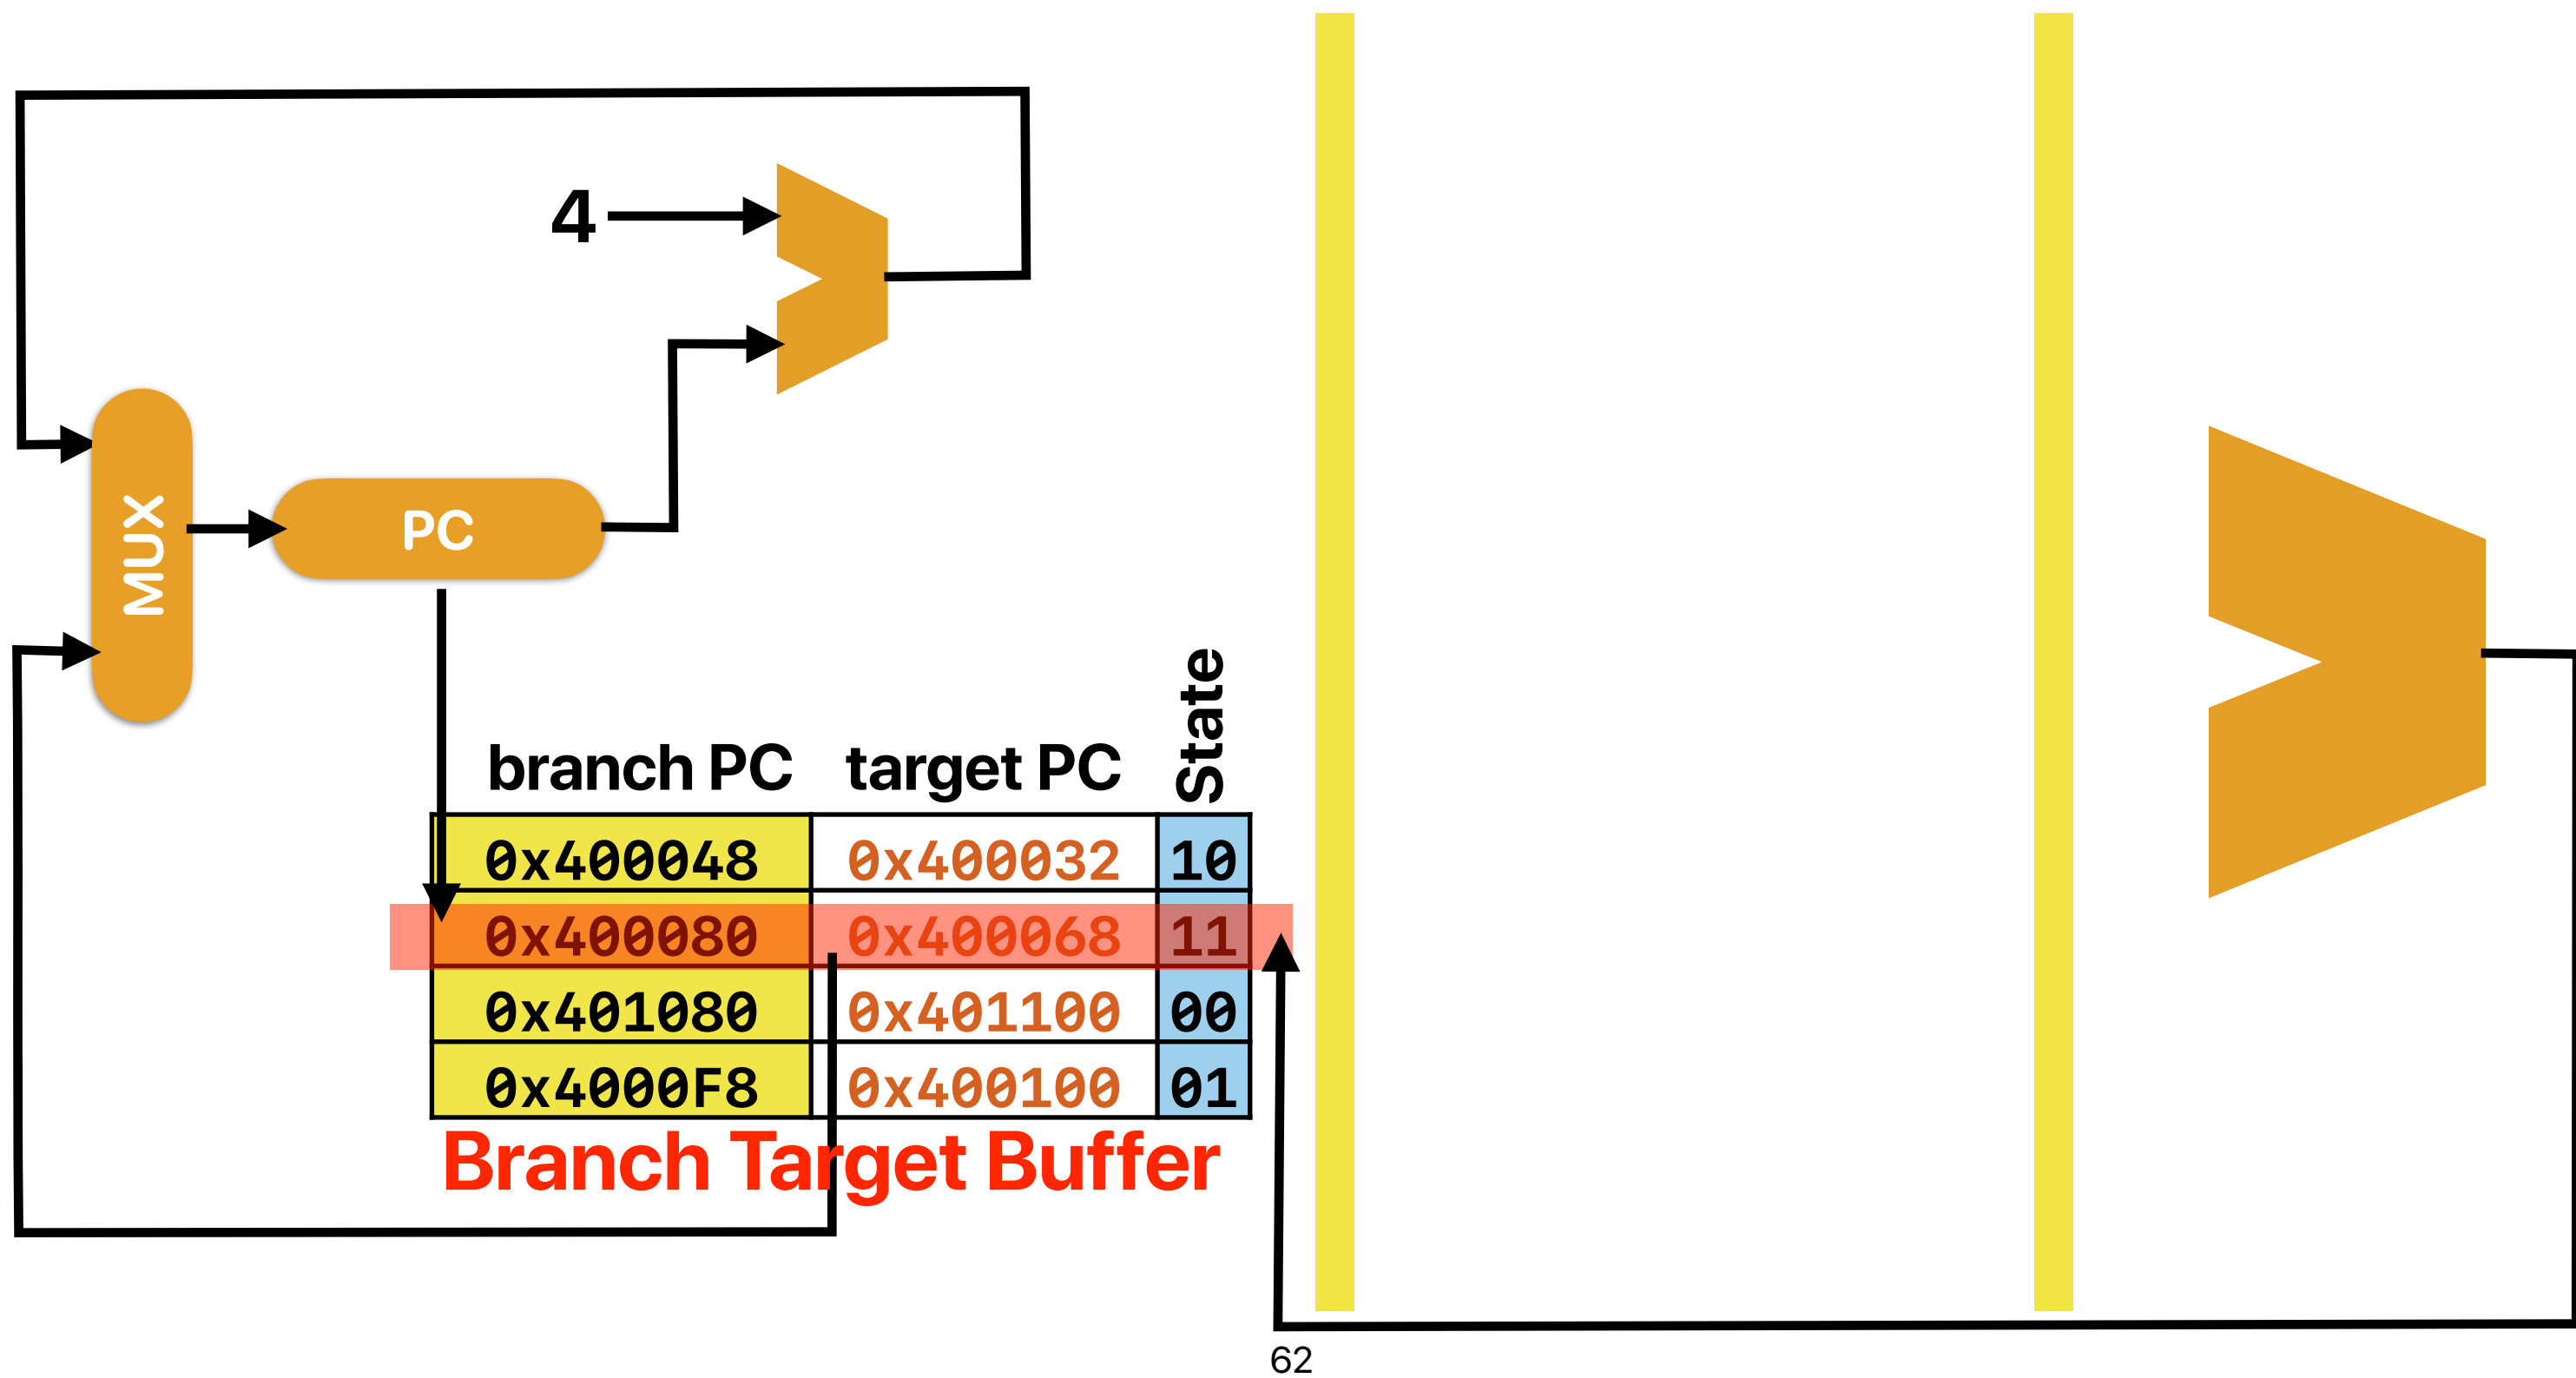 4
MUX
PC
State
branch PC target PC
0x400048 0x400032 10
0x400080 0x400068 11
0x401080 0x401100 00
0x4000F8 0x400100 01
Branch Target Buffer
62